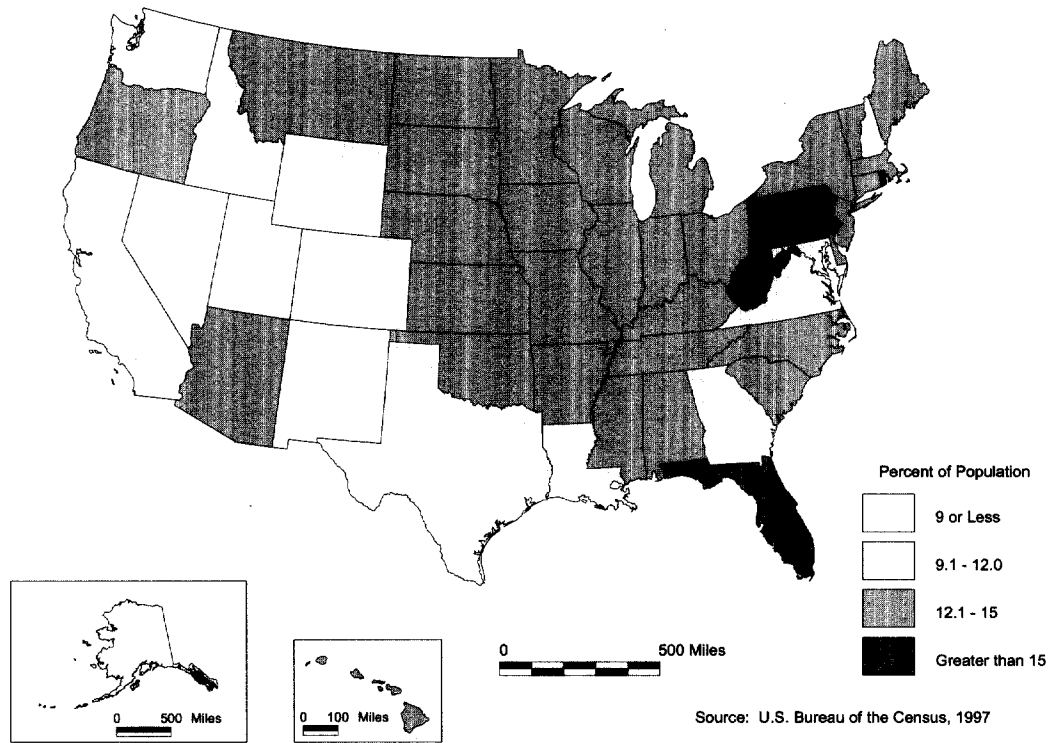 Percent of Population
9 or Less
9.1 - 12.0
12.1 - 15
Greater than 15
0 500 Miles
0 500 Miles
0 100 Miles
Source: U.S. Bureau of the Census, 1997